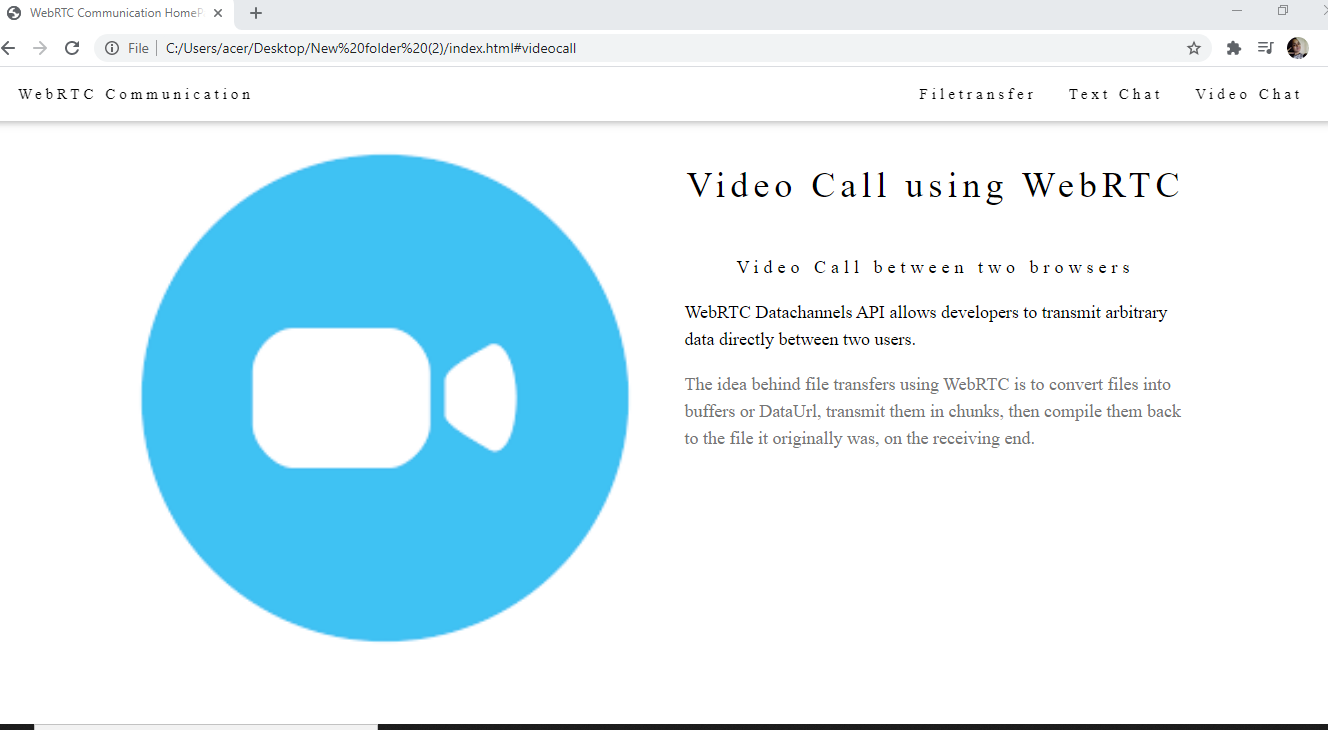 WebRTC Communication HomeP
File C:/Users/acer/Desktop/New%20folder%20(2)/index.html#videocall
WebRTC Communication Filetransfer Text Chat Video Chat
Video Call using WebRTC
Video Call between two browsers
WebRTC Datachannels API allows developers to transmit arbitrary
data directly between two users.
The idea behind file transfers using WebRTC is to convert files into
buffers or DataUrl, transmit them in chunks, then compile them back
to the file it originally was, on the receiving end.